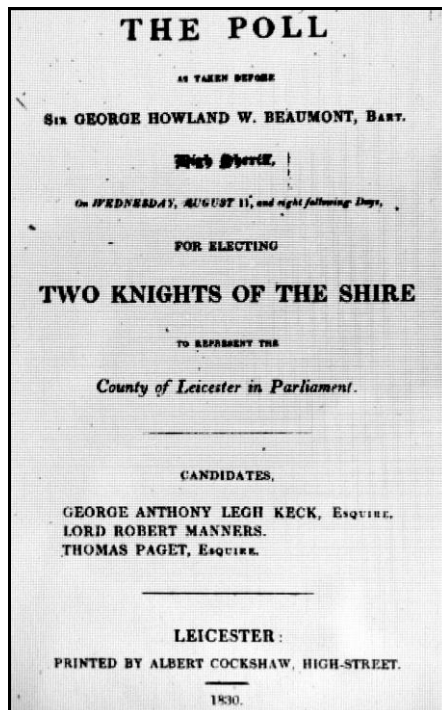 THE POLL
AS TAKEN BEFORE
SIR GEORGE HOWLAND W. BEAUMONT, BART.
High Sheriff,
On WEDNESDAY, AUGUST 11, and eight following Days,
FOR ELECTING
TWO KNIGHTS OF THE SHIRE
TO REPRESENT THE
County of Leicester in Parliament.
CANDIDATES,
GEORGE ANTHONY LEGH KECK, ESQUIRE.
LORD ROBERT MANNERS.
THOMAS PAGET, ESQUIRE.
LEICESTER:
PRINTED BY ALBERT COCKSHAW, HIGH-STREET.
1830.